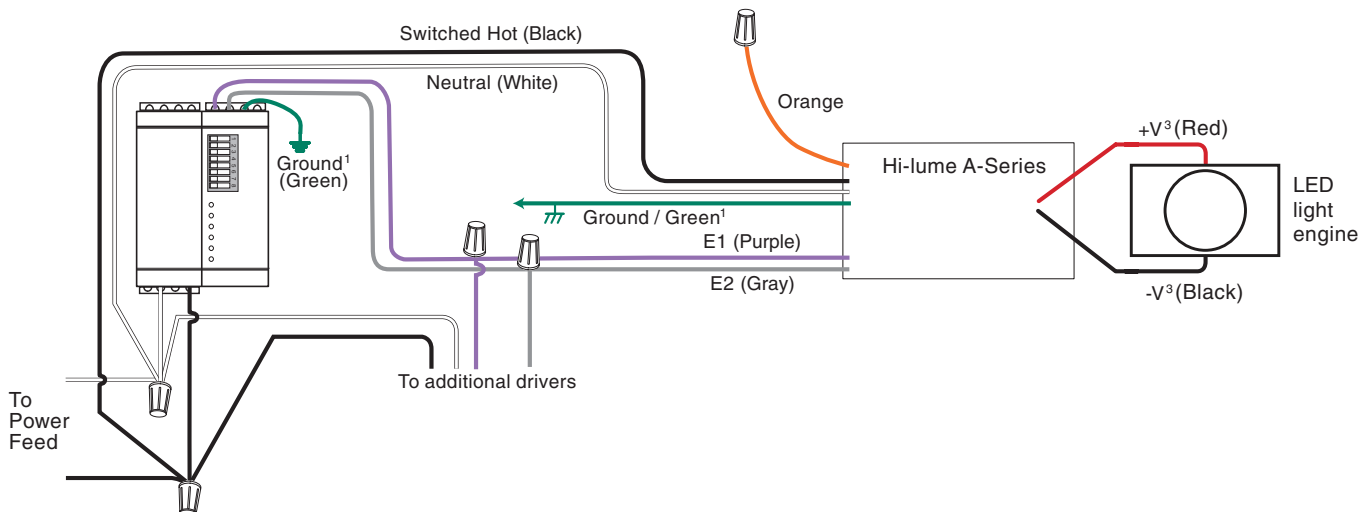 Switched Hot (Black)
Neutral (White)
Orange
Ground¹
(Green)
Hi-lume A-Series
+V³(Red)
LED
light
engine
Ground / Green¹
E1 (Purple)
E2 (Gray)
-V³(Black)
To additional drivers
To
Power
Feed